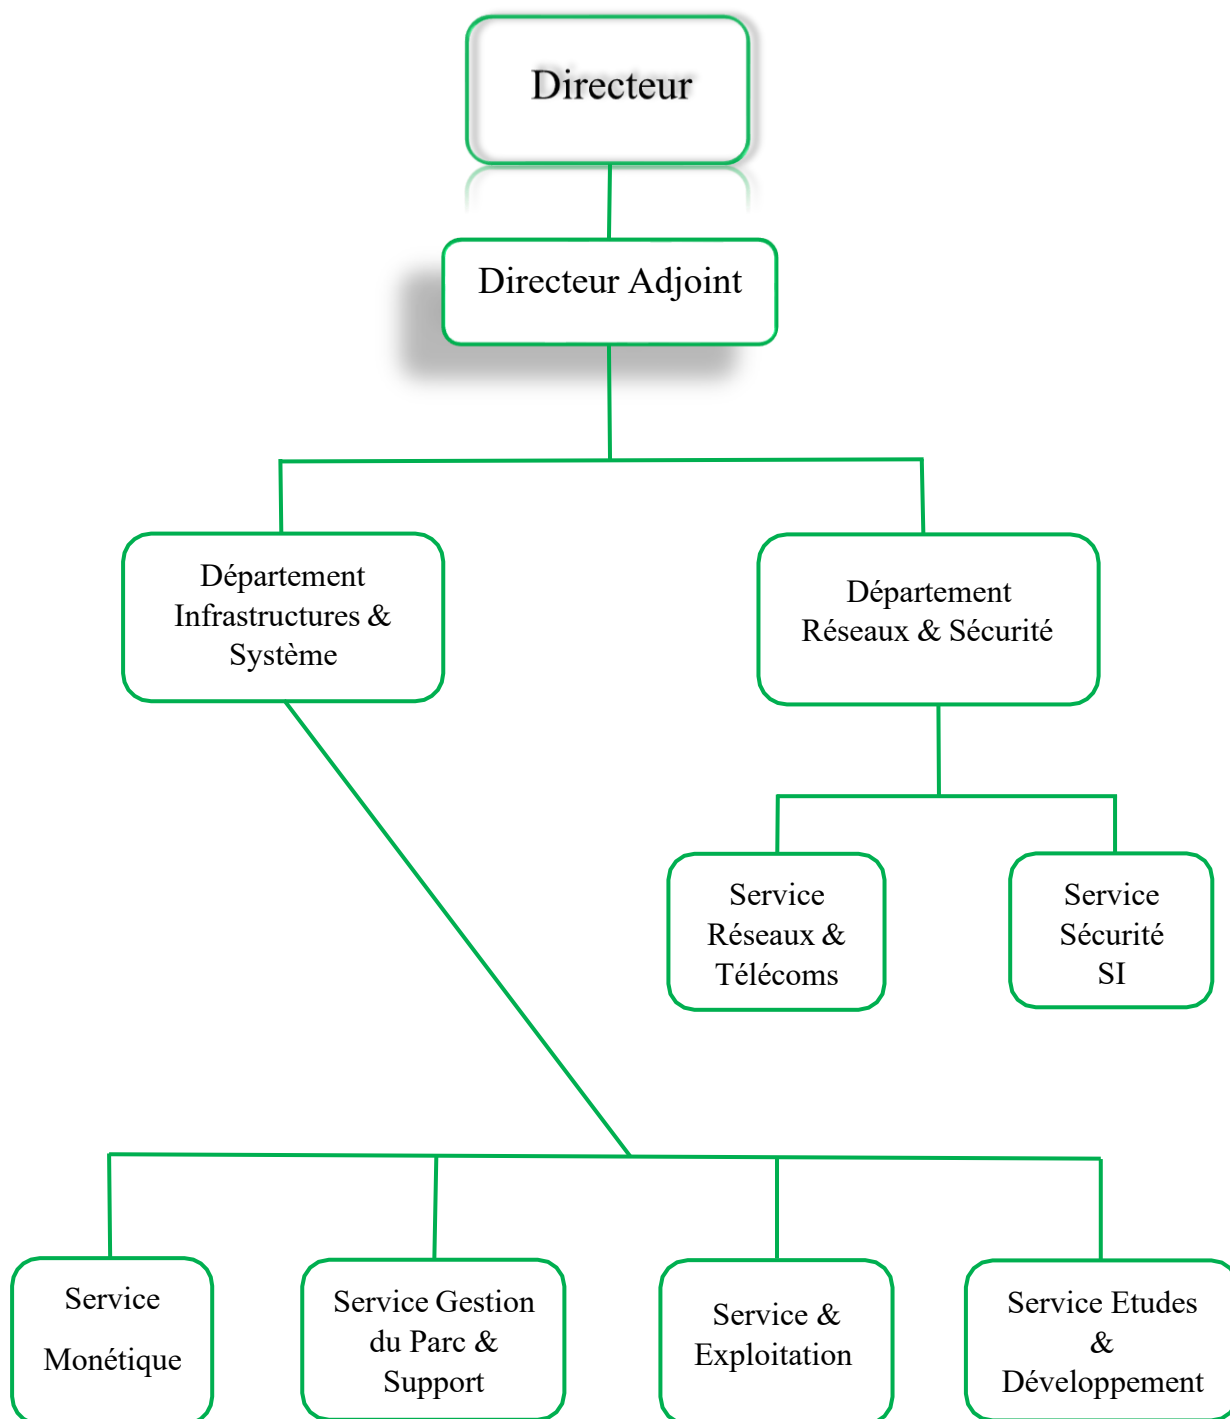 Directeur
Directeur Adjoint
Département
Infrastructures &
Système
Département
Réseaux & Sécurité
Service
Réseaux &
Télécoms
Service
Sécurité
SI
Service
Monétique
Service Gestion
du Parc &
Support
Service &
Exploitation
Service Etudes
&
Développement